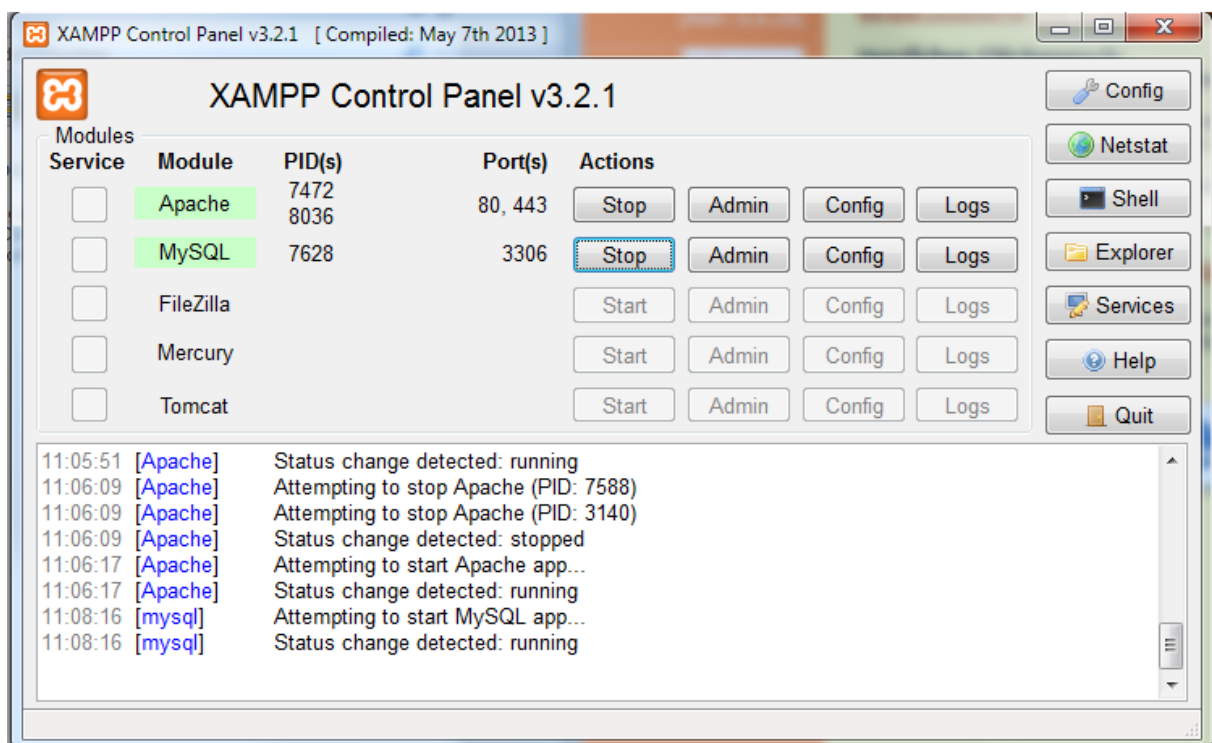 XAMPP Control Panel v3.2.1 [ Compiled: May 7th 2013 ]
XAMPP Control Panel v3.2.1
Config
Modules
Netstat
Service Module PID(s) Port(s) Actions
Apache 7472 8036 80, 443 Stop Admin Config Logs
Shell
MySQL 7628 3306 Stop Admin Config Logs
Explorer
FileZilla Start Admin Config Logs
Services
Mercury Start Admin Config Logs
Help
Tomcat Start Admin Config Logs
Quit
11:05:51 [Apache] Status change detected: running
11:06:09 [Apache] Attempting to stop Apache (PID: 7588)
11:06:09 [Apache] Attempting to stop Apache (PID: 3140)
11:06:09 [Apache] Status change detected: stopped
11:06:17 [Apache] Attempting to start Apache app...
11:06:17 [Apache] Status change detected: running
11:08:16 [mysql] Attempting to start MySQL app...
11:08:16 [mysql] Status change detected: running